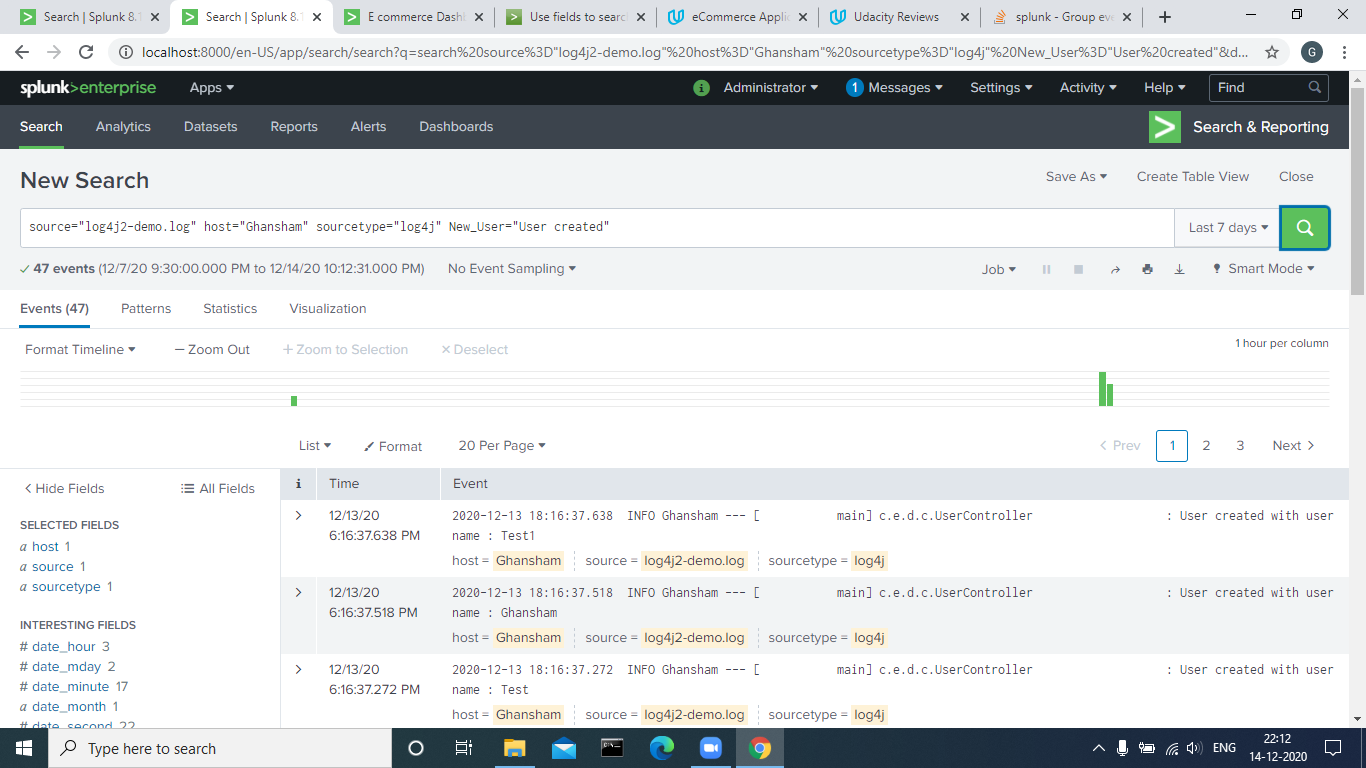 Search | Splunk 8.1
Search | Splunk 8.1
E commerce Dash
Use fields to search
eCommerce Applic
Udacity Reviews
splunk - Group eve
localhost:8000/en-US/app/search/search?q=search%20source%3D"log4j2-demo.log"%20host%3D"Ghansham"%20sourcetype%3D"log4j"%20New_User%3D"User%20created"&d...
G
splunk>enterprise Apps
i Administrator 1 Messages Settings Activity Help Find
Search Analytics Datasets Reports Alerts Dashboards
> Search & Reporting
New Search
Save As Create Table View Close
source="log4j2-demo.log" host="Ghansham" sourcetype="log4j" New_User="User created"
Last 7 days
✓ 47 events (12/7/20 9:30:00.000 PM to 12/14/20 10:12:31.000 PM) No Event Sampling
Job Smart Mode
Events (47) Patterns Statistics Visualization
Format Timeline — Zoom Out + Zoom to Selection × Deselect
1 hour per column
List Format 20 Per Page
< Prev 1 2 3 Next >
< Hide Fields All Fields
SELECTED FIELDS
a host 1
a source 1
a sourcetype 1
INTERESTING FIELDS
# date_hour 3
# date_mday 2
# date_minute 17
a date_month 1
# date_second 22
i Time Event
> 12/13/20 6:16:37.638 PM
2020-12-13 18:16:37.638 INFO Ghansham --- [ main] c.e.d.c.UserController : User created with user
name : Test1
host = Ghansham source = log4j2-demo.log sourcetype = log4j
> 12/13/20 6:16:37.518 PM
2020-12-13 18:16:37.518 INFO Ghansham --- [ main] c.e.d.c.UserController : User created with user
name : Ghansham
host = Ghansham source = log4j2-demo.log sourcetype = log4j
> 12/13/20 6:16:37.272 PM
2020-12-13 18:16:37.272 INFO Ghansham --- [ main] c.e.d.c.UserController : User created with user
name : Test
host = Ghansham source = log4j2-demo.log sourcetype = log4j
Type here to search
ENG
22:12
14-12-2020